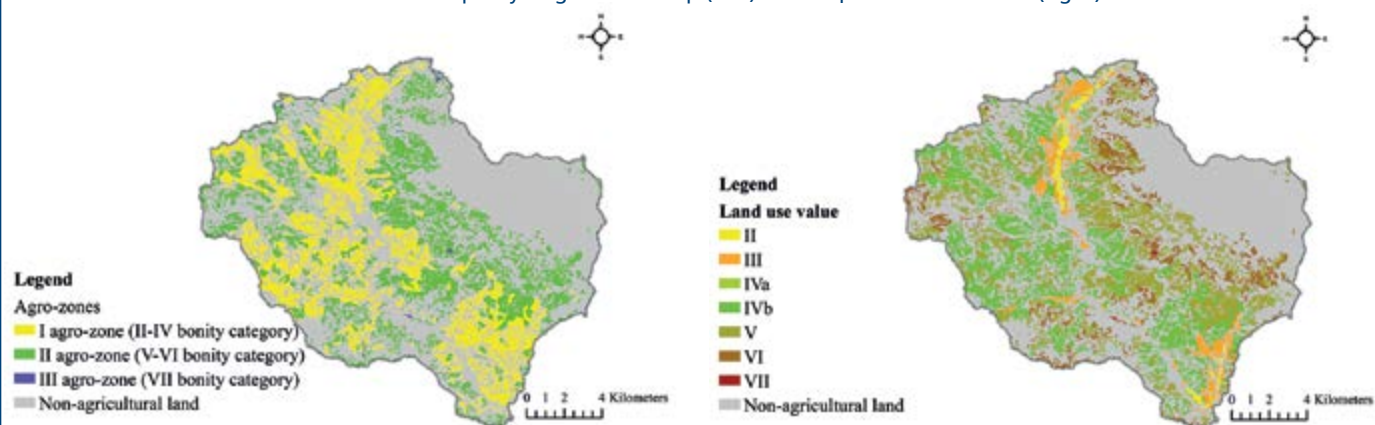 Legend
Agro-zones
I agro-zone (II-IV bonity category)
II agro-zone (V-VI bonity category)
III agro-zone (VII bonity category)
Non-agricultural land
0 1 2 4 Kilometers
Legend
Land use value
II
III
IVa
IVb
V
VI
VII
Non-agricultural land
0 1 2 4 Kilometers